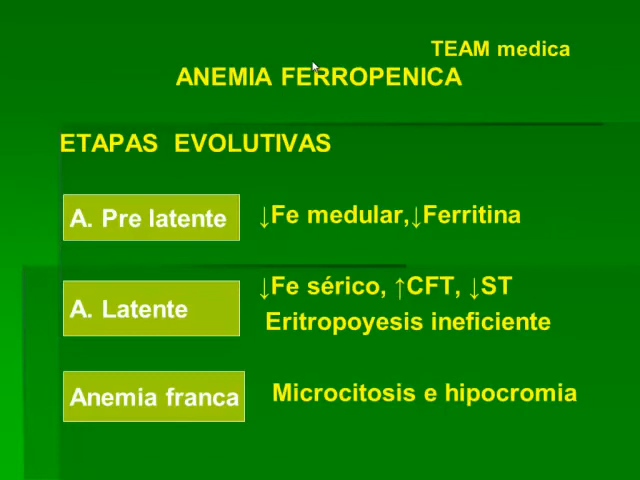 TEAM medica
ANEMIA FERROPENICA
ETAPAS EVOLUTIVAS
A. Pre latente ↓Fe medular,↓Ferritina
A. Latente ↓Fe sérico, ↑CFT, ↓ST
Eritropoyesis ineficiente
Anemia franca Microcitosis e hipocromia